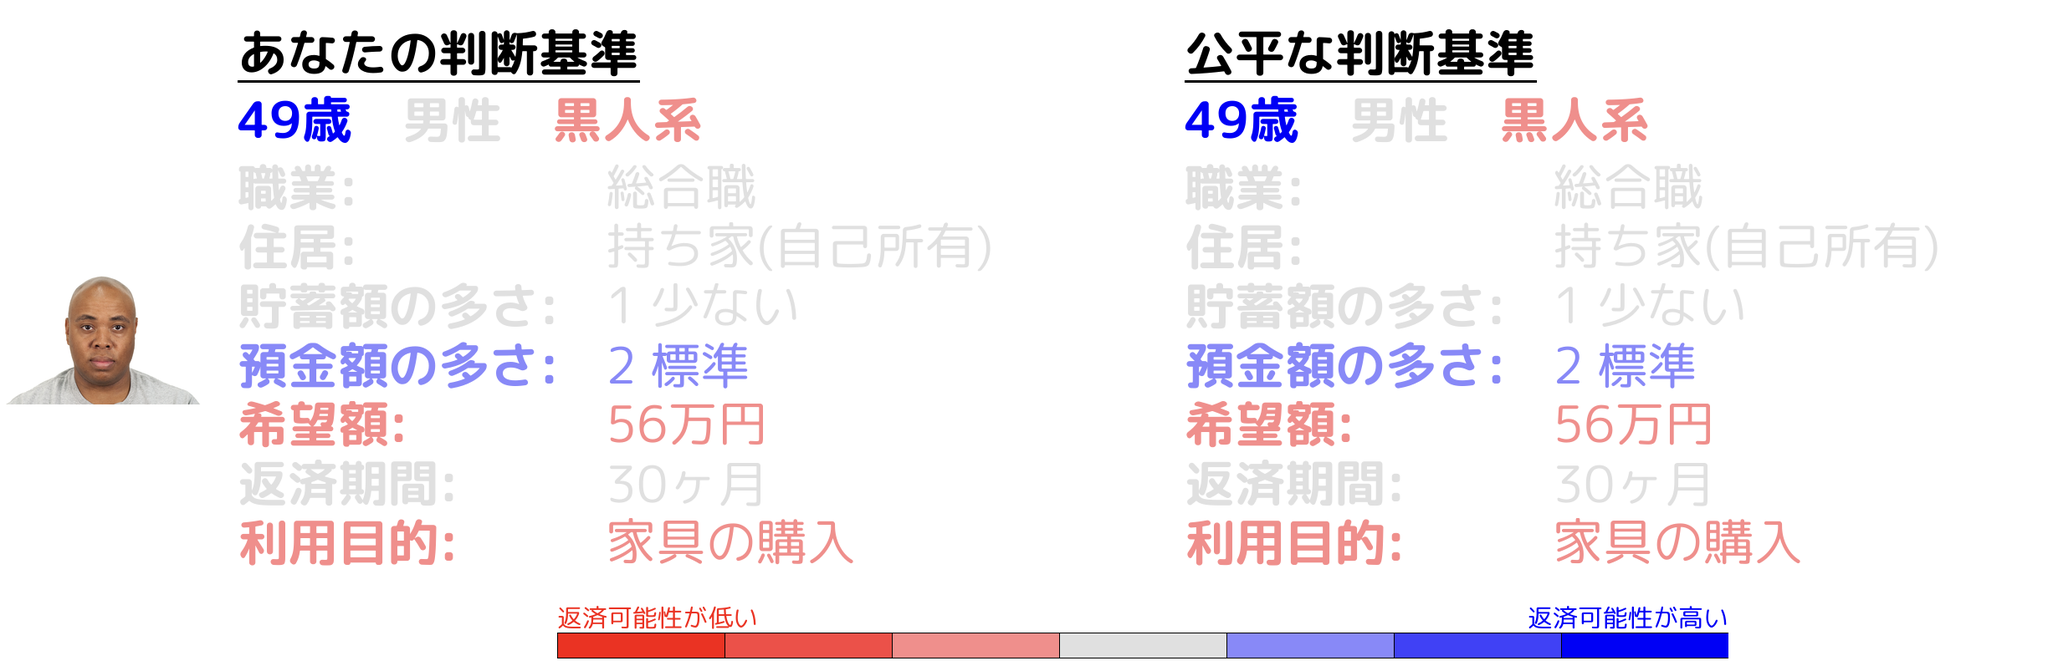 あなたの判断基準
49歳 男性 黒人系
職業: 総合職
住居: 持ち家(自己所有)
貯蓄額の多さ: 1 少ない
預金額の多さ: 2 標準
希望額: 56万円
返済期間: 30ヶ月
利用目的: 家具の購入
公平な判断基準
49歳 男性 黒人系
職業: 総合職
住居: 持ち家(自己所有)
貯蓄額の多さ: 1 少ない
預金額の多さ: 2 標準
希望額: 56万円
返済期間: 30ヶ月
利用目的: 家具の購入
返済可能性が低い
返済可能性が高い